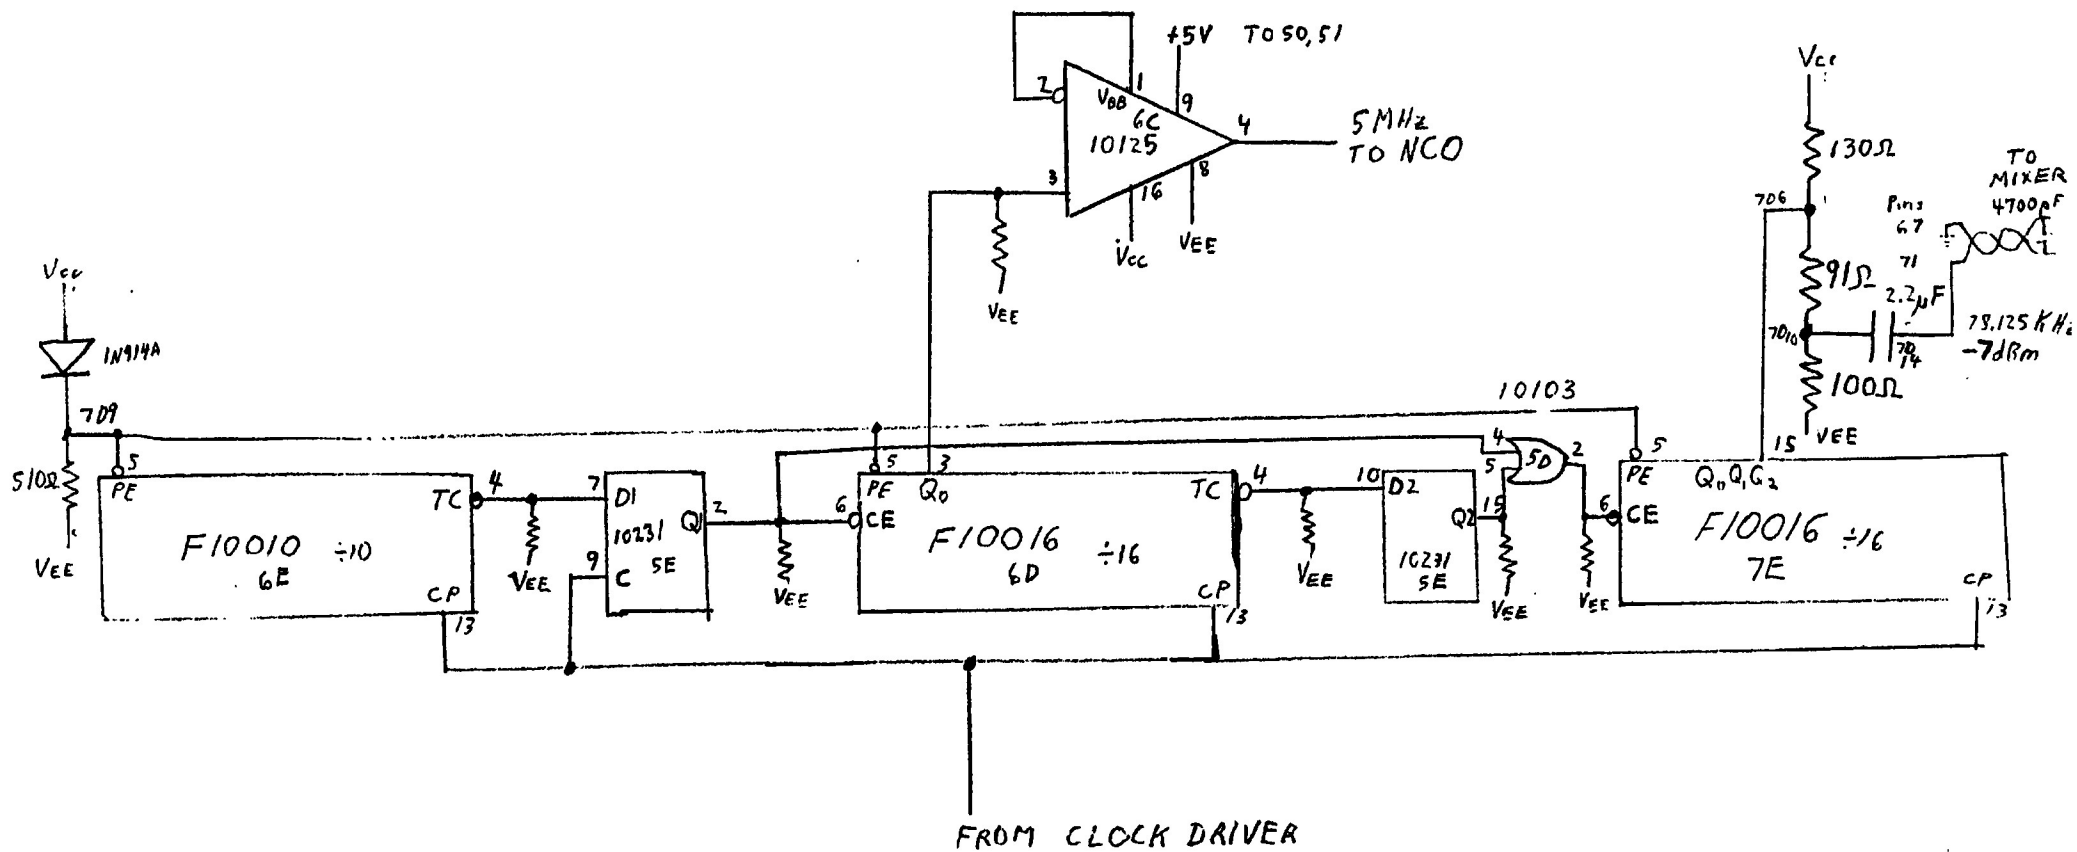 +5V TO 50,51
2
1
VBB
9
6C
10125
4
5 MHz
TO NCO
3
16
8
VCC
VEE
VEE
Vcc
130Ω
706
TO
MIXER
4700pF
Pins
67
71
91Ω
2.2µF
7010
70
14
78.125 KHz
-7dBm
100Ω
VEE
Vcc
1N914A
709
510Ω
VEE
10103
5
PE
TC
4
F10010 ÷10
6E
CP
13
VEE
7
D1
10231
5E
Q1
2
9
C
VEE
6
CE
5
PE
3
Q0
TC
4
F10016 ÷16
6D
CP
13
VEE
10
D2
Q2
15
10231
5E
VEE
4
5
5D
2
VEE
6
CE
5
PE
Q0 Q1 Q2
15
F10016 ÷16
7E
CP
13
FROM CLOCK DRIVER